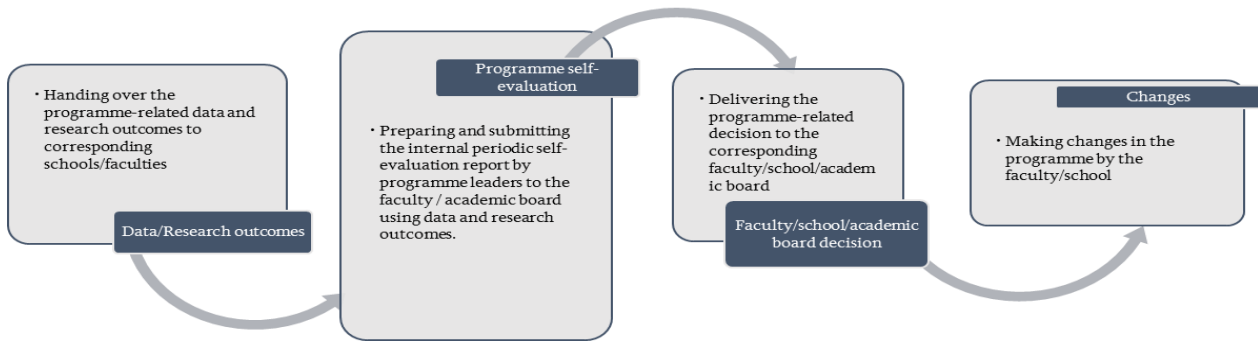 · Handing over the
programme-related data and
research outcomes to
corresponding
schools/faculties
Data/Research outcomes
Programme self-
evaluation
· Preparing and submitting
the internal periodic self-
evaluation report by
programme leaders to the
faculty / academic board
using data and research
outcomes.
· Delivering the
programme-related
decision to the
corresponding
faculty/school/academ
ic board
Faculty/school/academic
board decision
Changes
· Making changes in the
programme by the
faculty/school